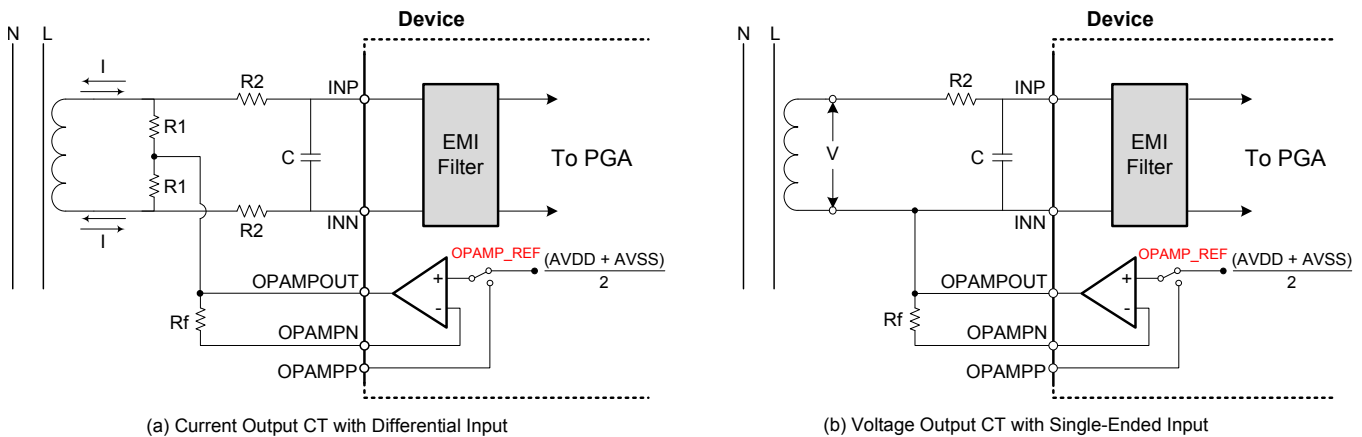 Device
N L
I
R2
INP
R1
EMI
Filter
C
To PGA
R1
I
R2
INN
OPAMP_REF
(AVDD + AVSS)
2
OPAMPOUT
+
-
Rf
OPAMPN
OPAMPP
(a) Current Output CT with Differential Input
Device
N L
R2
INP
V
C
EMI
Filter
To PGA
INN
OPAMP_REF
(AVDD + AVSS)
2
OPAMPOUT
+
-
Rf
OPAMPN
OPAMPP
(b) Voltage Output CT with Single-Ended Input